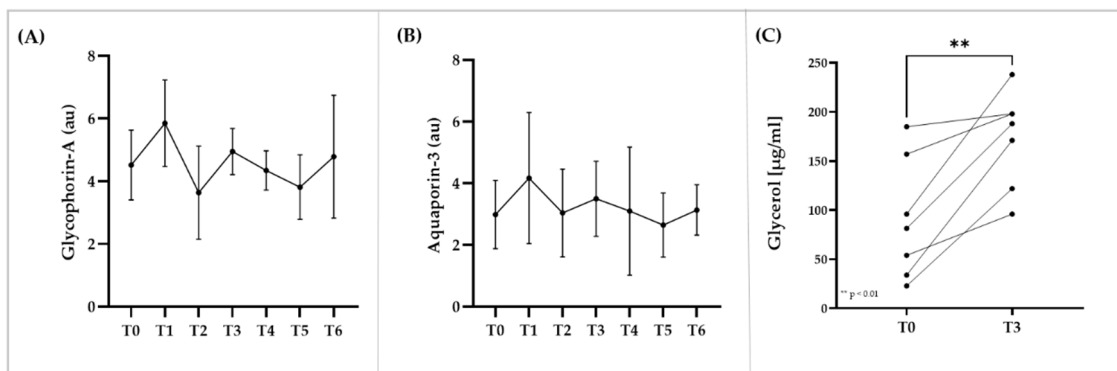 (A)
Glycophorin-A (au)
8
6
4
2
0
T0 T1 T2 T3 T4 T5 T6
(B)
Aquaporin-3 (au)
8
6
4
2
0
T0 T1 T2 T3 T4 T5 T6
(C)
**
Glycerol [µg/ml]
250
200
150
100
50
0
** p < 0.01
T0 T3